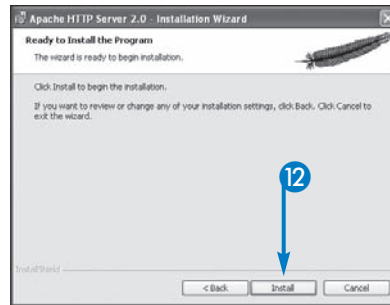 Apache HTTP Server 2.0 - Installation Wizard
Ready to Install the Program
The wizard is ready to begin installation.
Click Install to begin the installation.
If you want to review or change any of your installation settings, click Back. Click Cancel to
exit the wizard.
12
InstallShield
< Back Install Cancel